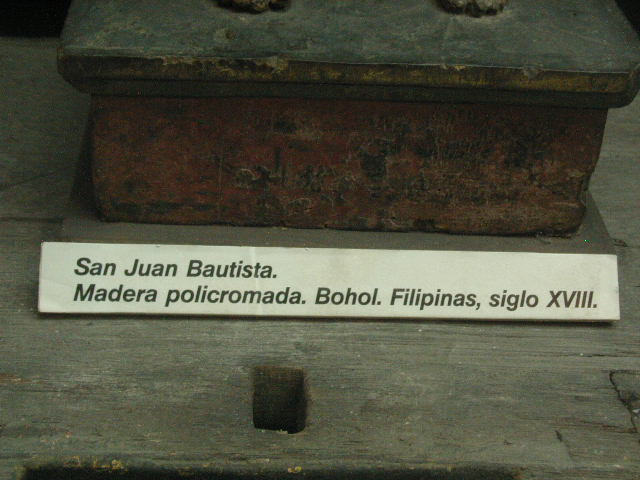 San Juan Bautista.
Madera policromada. Bohol. Filipinas, siglo XVIII.